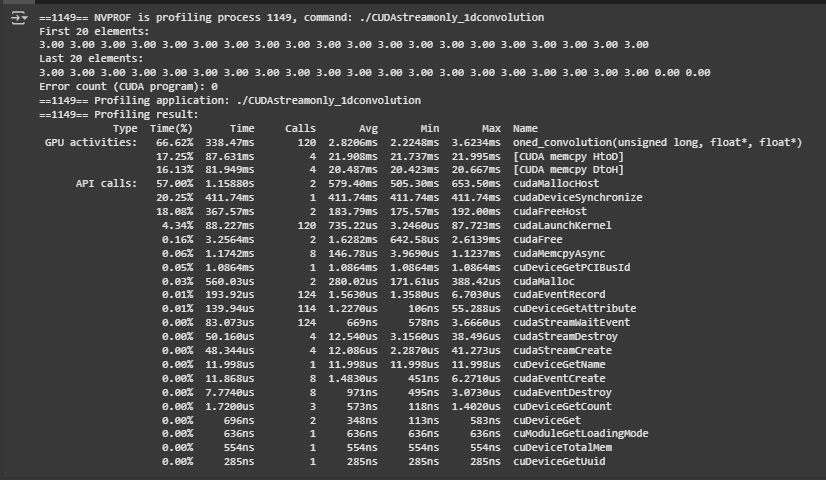 ==1149== NVPROF is profiling process 1149, command: ./CUDAstreamonly_1dconvolution
First 20 elements:
3.00 3.00 3.00 3.00 3.00 3.00 3.00 3.00 3.00 3.00 3.00 3.00 3.00 3.00 3.00 3.00 3.00 3.00 3.00 3.00
Last 20 elements:
3.00 3.00 3.00 3.00 3.00 3.00 3.00 3.00 3.00 3.00 3.00 3.00 3.00 3.00 3.00 3.00 3.00 3.00 3.00 3.00 0.00 0.00
Error count (CUDA program): 0
==1149== Profiling application: ./CUDAstreamonly_1dconvolution
==1149== Profiling result:
Type Time(%) Time Calls Avg Min Max Name
GPU activities: 66.62% 338.47ms 120 2.8206ms 2.2248ms 3.6234ms oned_convolution(unsigned long, float*, float*)
17.25% 87.631ms 4 21.908ms 21.737ms 21.995ms [CUDA memcpy HtoD]
16.13% 81.949ms 4 20.487ms 20.423ms 20.667ms [CUDA memcpy DtoH]
API calls: 57.00% 1.15880s 2 579.40ms 505.30ms 653.50ms cudaMallocHost
20.25% 411.74ms 1 411.74ms 411.74ms 411.74ms cudaDeviceSynchronize
18.08% 367.57ms 2 183.79ms 175.57ms 192.00ms cudaFreeHost
4.34% 88.227ms 120 735.22us 3.2460us 87.723ms cudaLaunchKernel
0.16% 3.2564ms 2 1.6282ms 642.58us 2.6139ms cudaFree
0.06% 1.1742ms 8 146.78us 3.9690us 1.1237ms cudaMemcpyAsync
0.05% 1.0864ms 1 1.0864ms 1.0864ms 1.0864ms cuDeviceGetPCIBusId
0.03% 560.03us 2 280.02us 171.61us 388.42us cudaMalloc
0.01% 193.92us 124 1.5630us 1.3580us 6.7030us cudaEventRecord
0.01% 139.94us 114 1.2270us 106ns 55.288us cuDeviceGetAttribute
0.00% 83.073us 124 669ns 578ns 3.6660us cudaStreamWaitEvent
0.00% 50.160us 4 12.540us 3.1560us 38.496us cudaStreamDestroy
0.00% 48.344us 4 12.086us 2.2870us 41.273us cudaStreamCreate
0.00% 11.998us 1 11.998us 11.998us 11.998us cuDeviceGetName
0.00% 11.868us 8 1.4830us 451ns 6.2710us cudaEventCreate
0.00% 7.7740us 8 971ns 495ns 3.0730us cudaEventDestroy
0.00% 1.7200us 3 573ns 118ns 1.4020us cuDeviceGetCount
0.00% 696ns 2 348ns 113ns 583ns cuDeviceGet
0.00% 636ns 1 636ns 636ns 636ns cuModuleGetLoadingMode
0.00% 554ns 1 554ns 554ns 554ns cuDeviceTotalMem
0.00% 285ns 1 285ns 285ns 285ns cuDeviceGetUuid